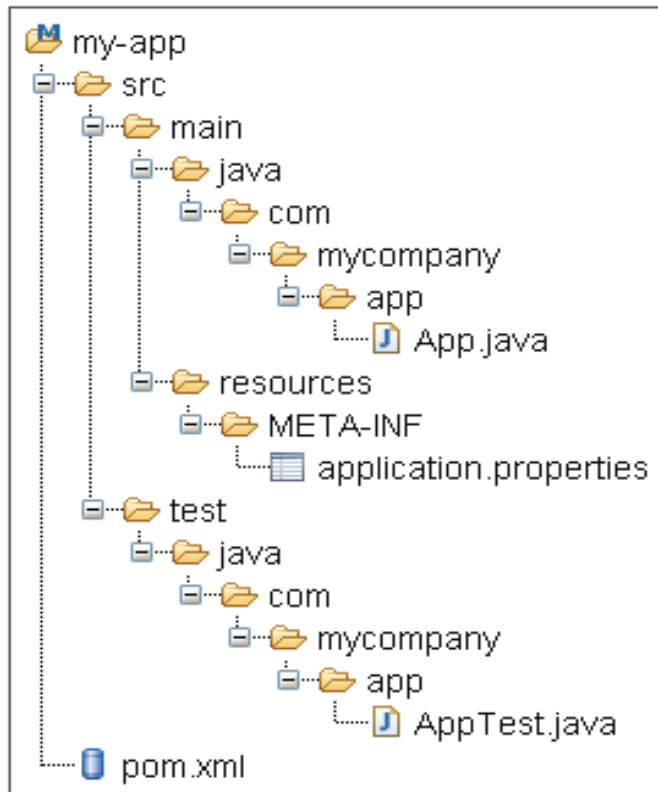 my-app
src
main
java
com
mycompany
app
App.java
resources
META-INF
application.properties
test
java
com
mycompany
app
AppTest.java
pom.xml